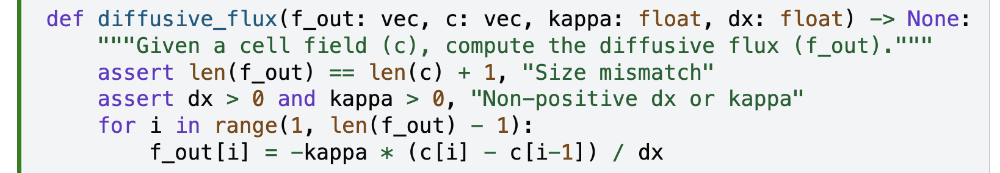 def diffusive_flux(f_out: vec, c: vec, kappa: float, dx: float) -> None:
    """Given a cell field (c), compute the diffusive flux (f_out)."""
    assert len(f_out) == len(c) + 1, "Size mismatch"
    assert dx > 0 and kappa > 0, "Non-positive dx or kappa"
    for i in range(1, len(f_out) - 1):
        f_out[i] = -kappa * (c[i] - c[i-1]) / dx